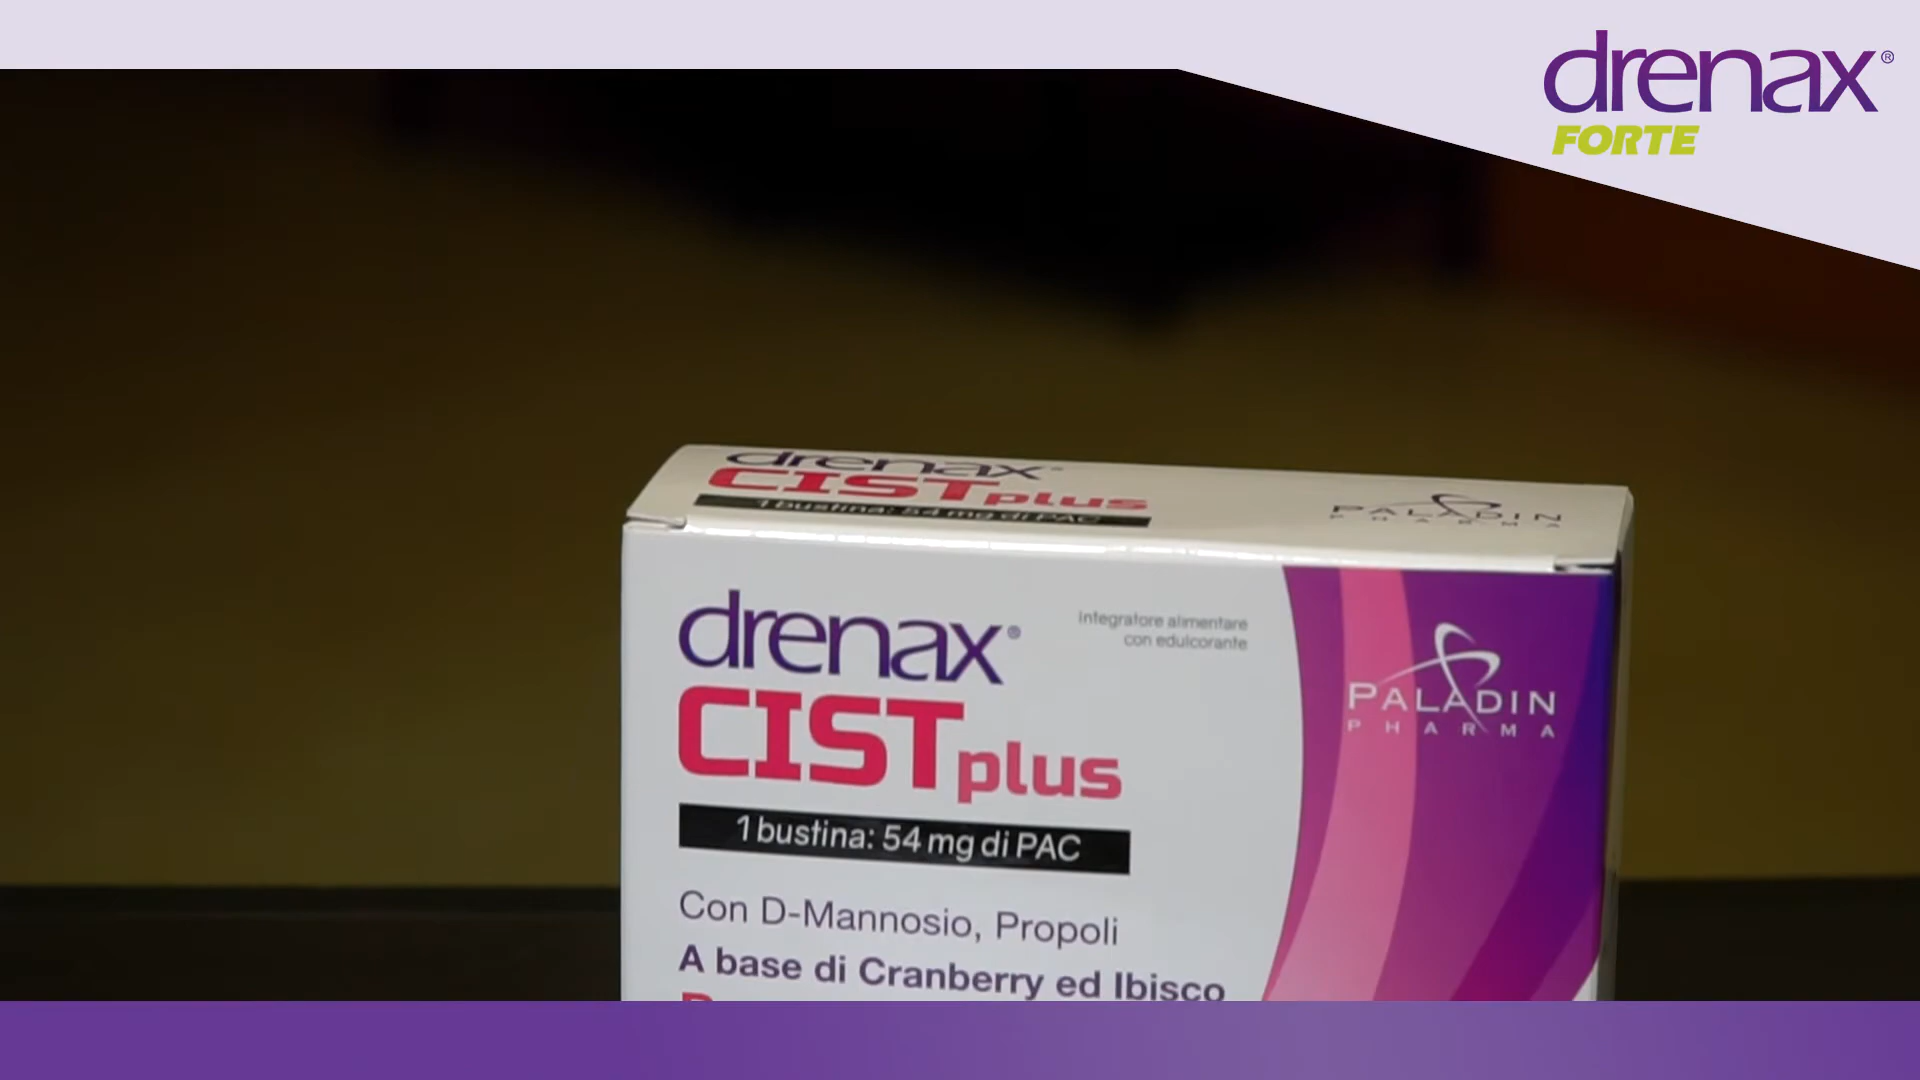 drenax®
FORTE
drenax
CISTplus
1 bustina: 54 mg di PAC
PALADIN
PHARMA
drenax®
CISTplus
integratore alimentare
con edulcorante
PALADIN
PHARMA
1 bustina: 54 mg di PAC
Con D-Mannosio, Propoli
A base di Cranberry ed Ibisco